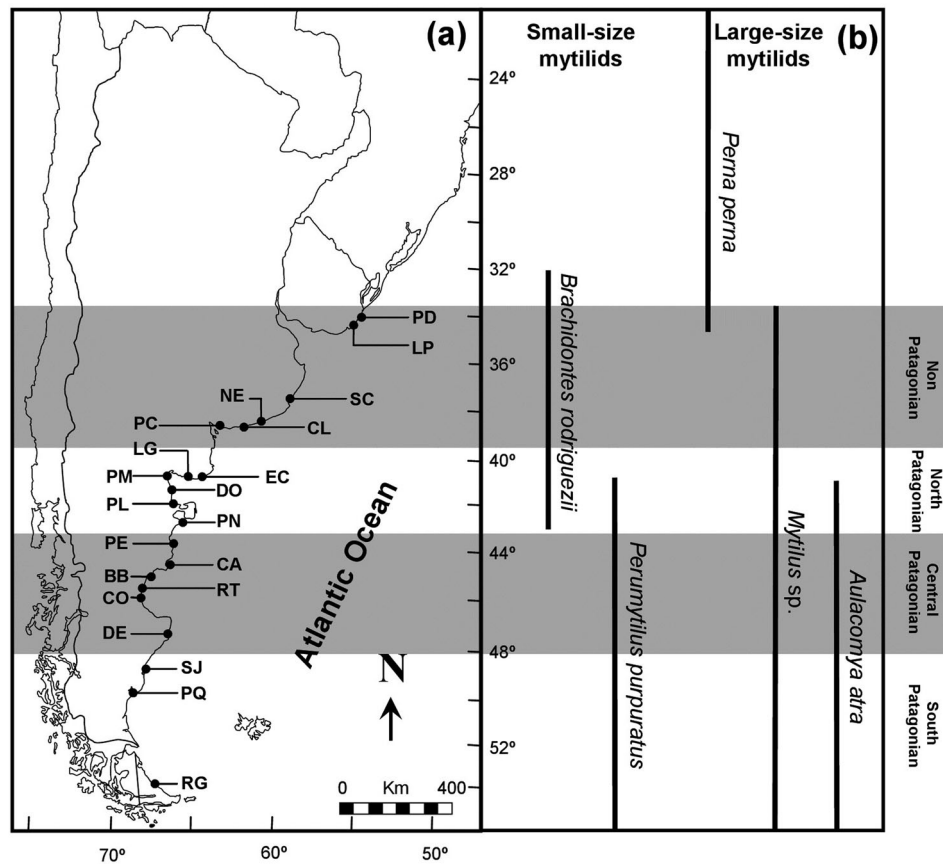 (a)
Small-size
mytilids
Large-size
mytilids
(b)
24º
28º
32º
36º
40º
44º
48º
52º
PD
LP
SC
NE
CL
PC
LG
EC
PM
DO
PL
PN
PE
CA
BB
RT
CO
DE
SJ
PQ
RG
Atlantic Ocean
N
0 Km 400
70º 60º 50º
Perna perna
Brachidontes rodriguezii
Perumytilus purpuratus
Mytilus sp.
Aulacomya atra
Non
Patagonian
North
Patagonian
Central
Patagonian
South
Patagonian